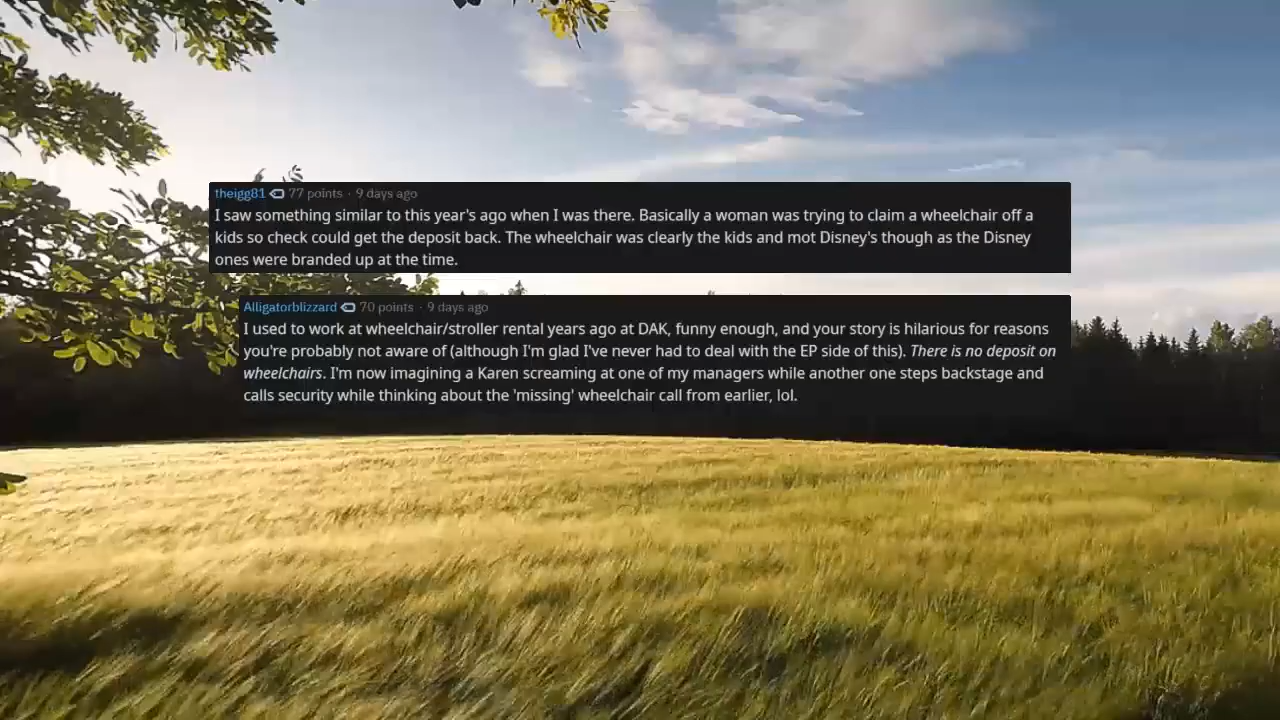 theigg81 77 points · 9 days ago
I saw something similar to this year's ago when I was there. Basically a woman was trying to claim a wheelchair off a
kids so check could get the deposit back. The wheelchair was clearly the kids and mot Disney's though as the Disney
ones were branded up at the time.
Alligatorblizzard 70 points · 9 days ago
I used to work at wheelchair/stroller rental years ago at DAK, funny enough, and your story is hilarious for reasons
you're probably not aware of (although I'm glad I've never had to deal with the EP side of this). There is no deposit on
wheelchairs. I'm now imagining a Karen screaming at one of my managers while another one steps backstage and
calls security while thinking about the 'missing' wheelchair call from earlier, lol.